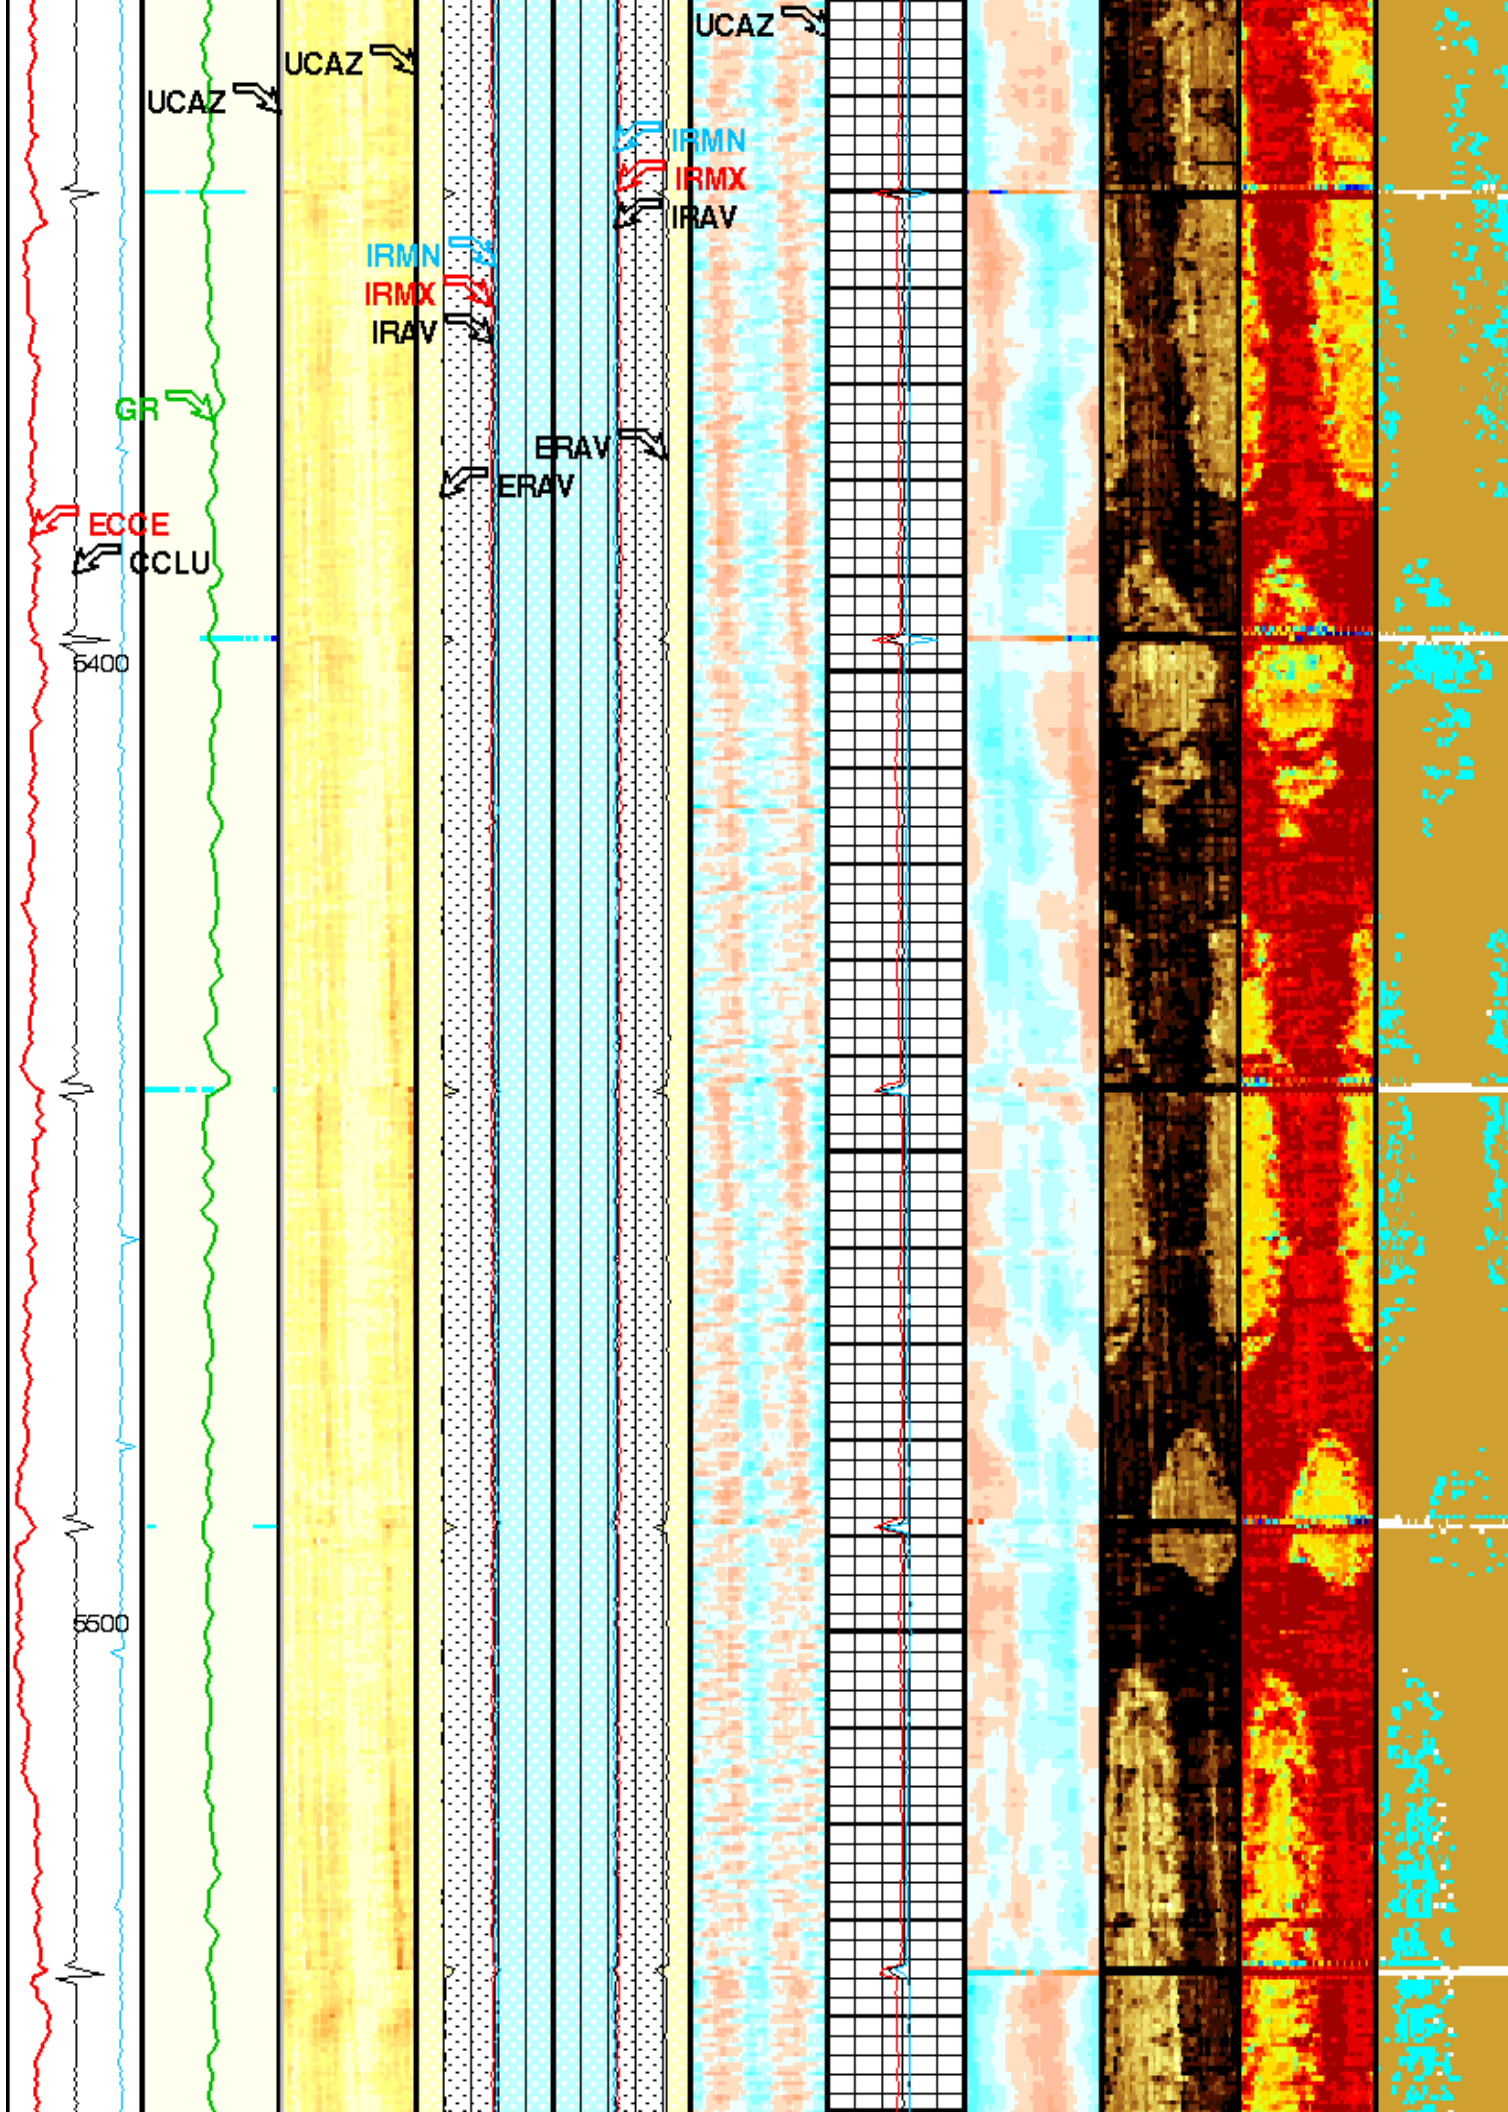 UCAZ
UCAZ
UCAZ
IRMN
IRMX
IRAV
IRMN
IRMX
IRAV
GR
ERAV
ERAV
ECCE
CCLU
5400
5500